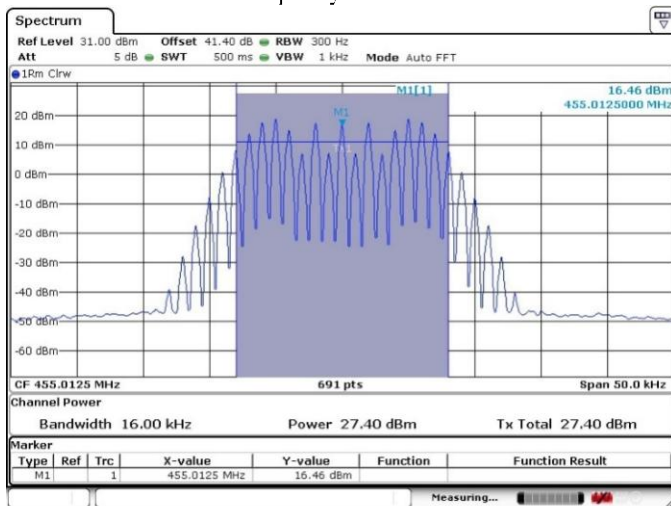 Spectrum
Ref Level 31.00 dBm Offset 41.40 dB RBW 300 Hz
Att 5 dB SWT 500 ms VBW 1 kHz Mode Auto FFT
1Rm Clrw
M1[1] 16.46 dBm
455.0125000 MHz
M1
20 dBm
10 dBm
0 dBm
-10 dBm
-20 dBm
-30 dBm
-40 dBm
-50 dBm
-60 dBm
CF 455.0125 MHz 691 pts Span 50.0 kHz
Channel Power
Bandwidth 16.00 kHz Power 27.40 dBm Tx Total 27.40 dBm
Marker
Type Ref Trc X-value Y-value Function Function Result
M1 1 455.0125 MHz 16.46 dBm
Measuring...